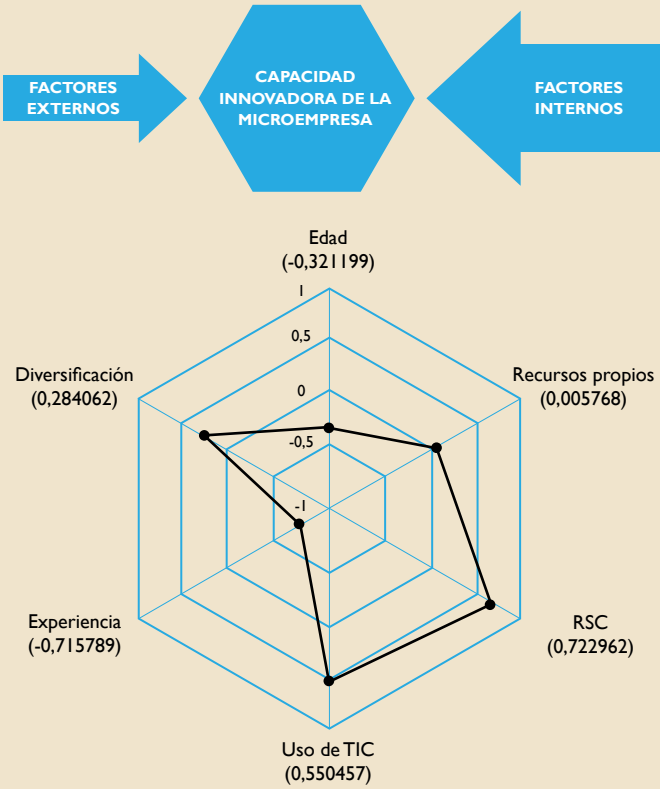 FACTORES
EXTERNOS
CAPACIDAD
INNOVADORA DE LA
MICROEMPRESA
FACTORES
INTERNOS
Edad
(-0,321199)
1
0,5
0
-0,5
-1
Diversificación
(0,284062)
Recursos propios
(0,005768)
Experiencia
(-0,715789)
RSC
(0,722962)
Uso de TIC
(0,550457)